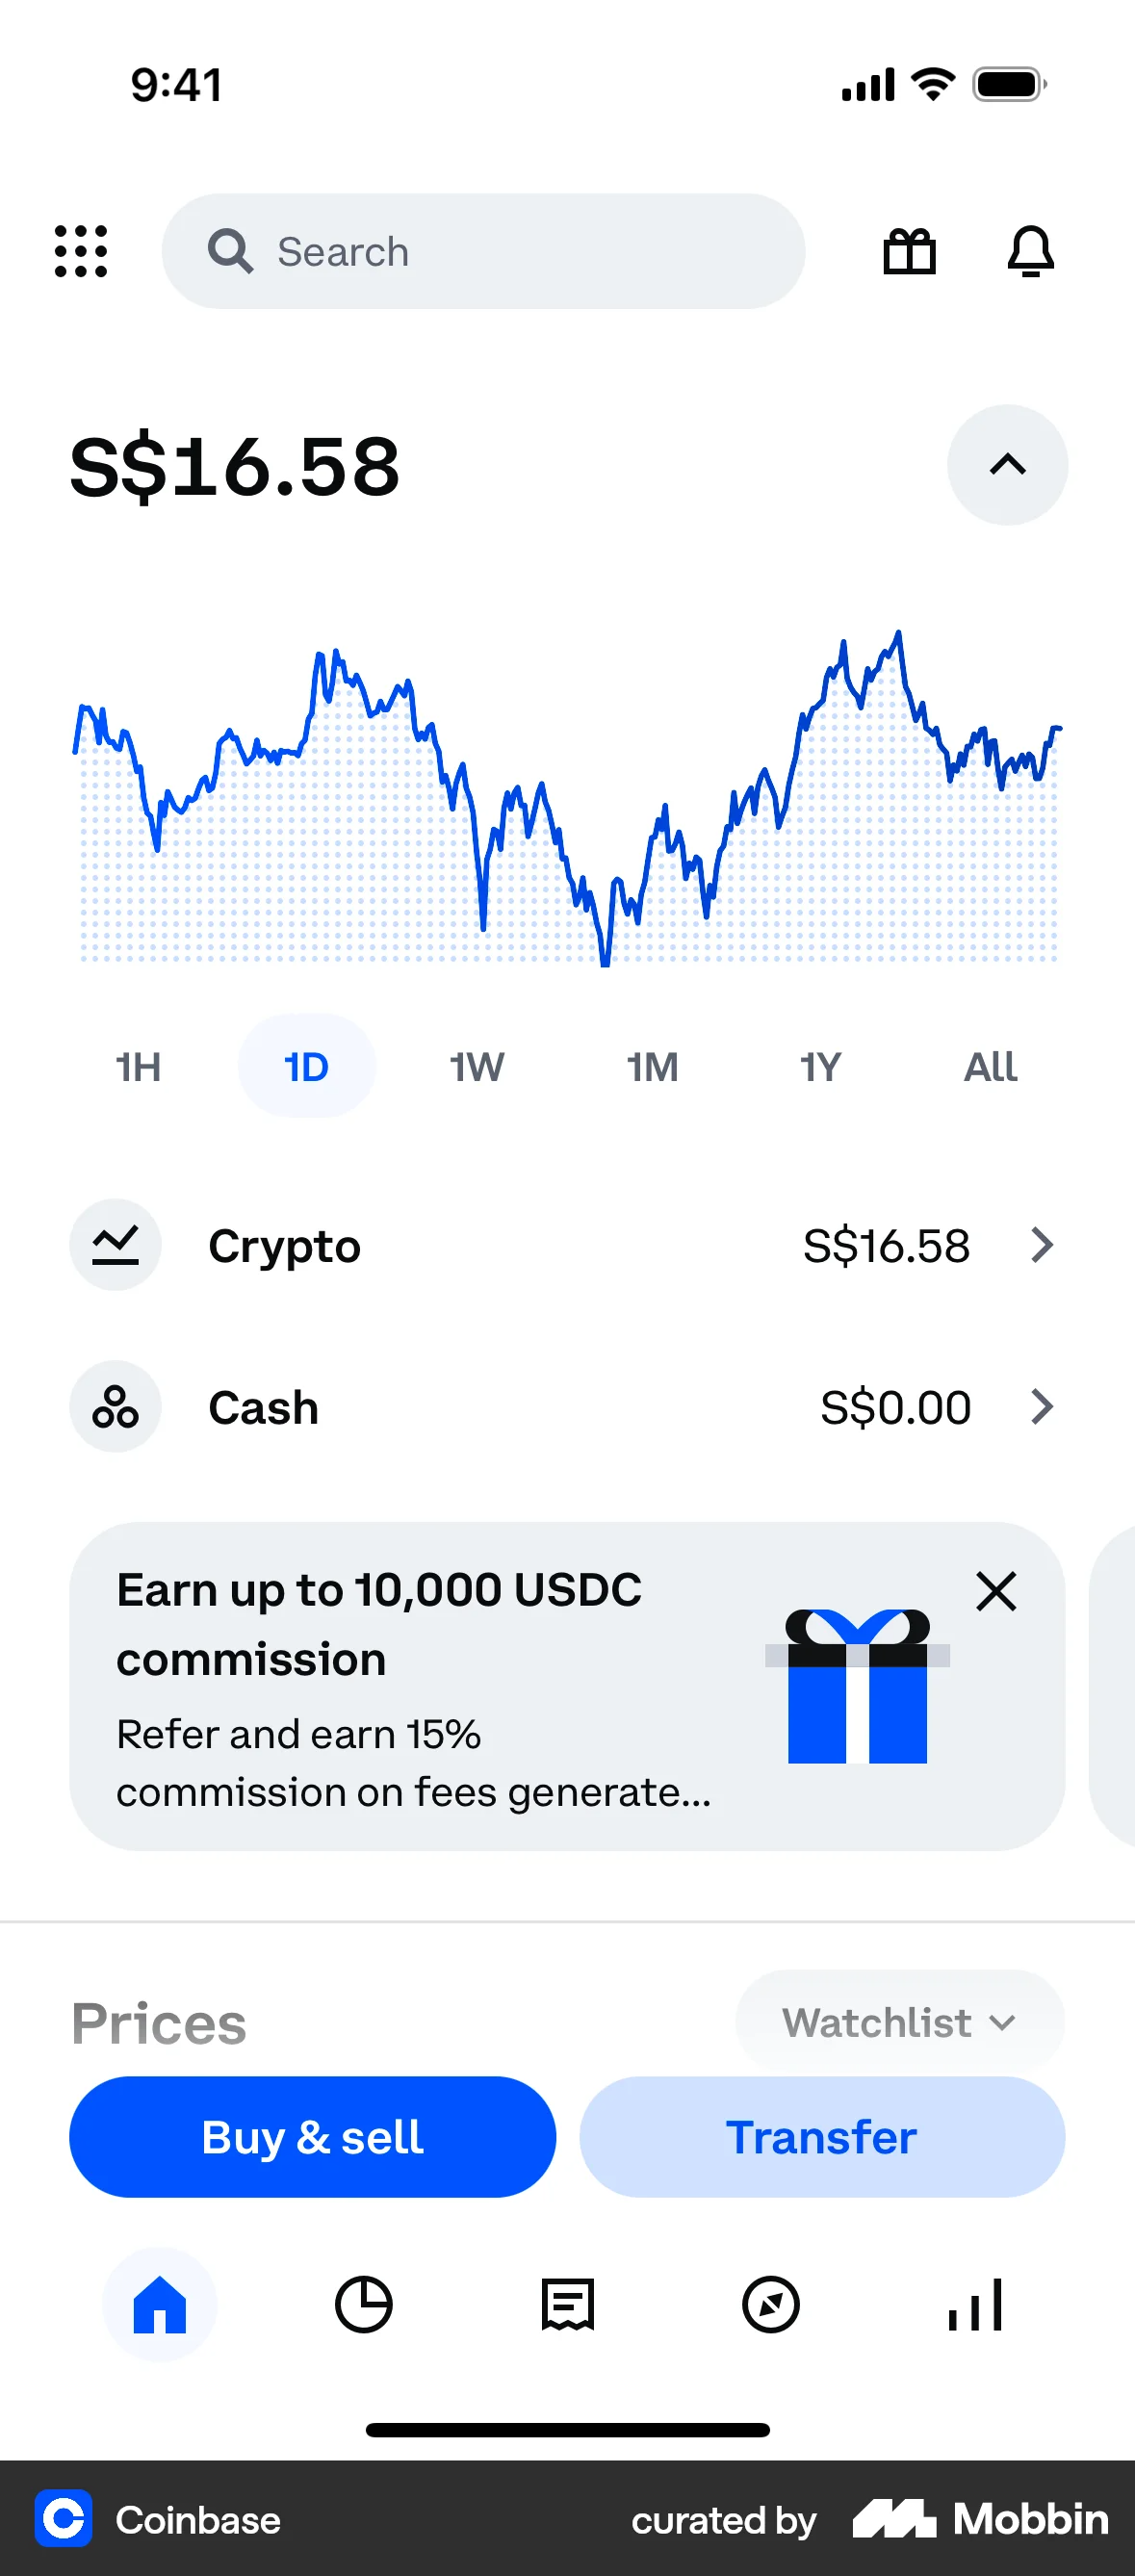 9:41
Search
S$16.58
1H 1D 1W 1M 1Y All
Crypto S$16.58
Cash S$0.00
Earn up to 10,000 USDC
commission
Refer and earn 15%
commission on fees generate...
Prices Watchlist
Buy & sell Transfer
Coinbase curated by Mobbin